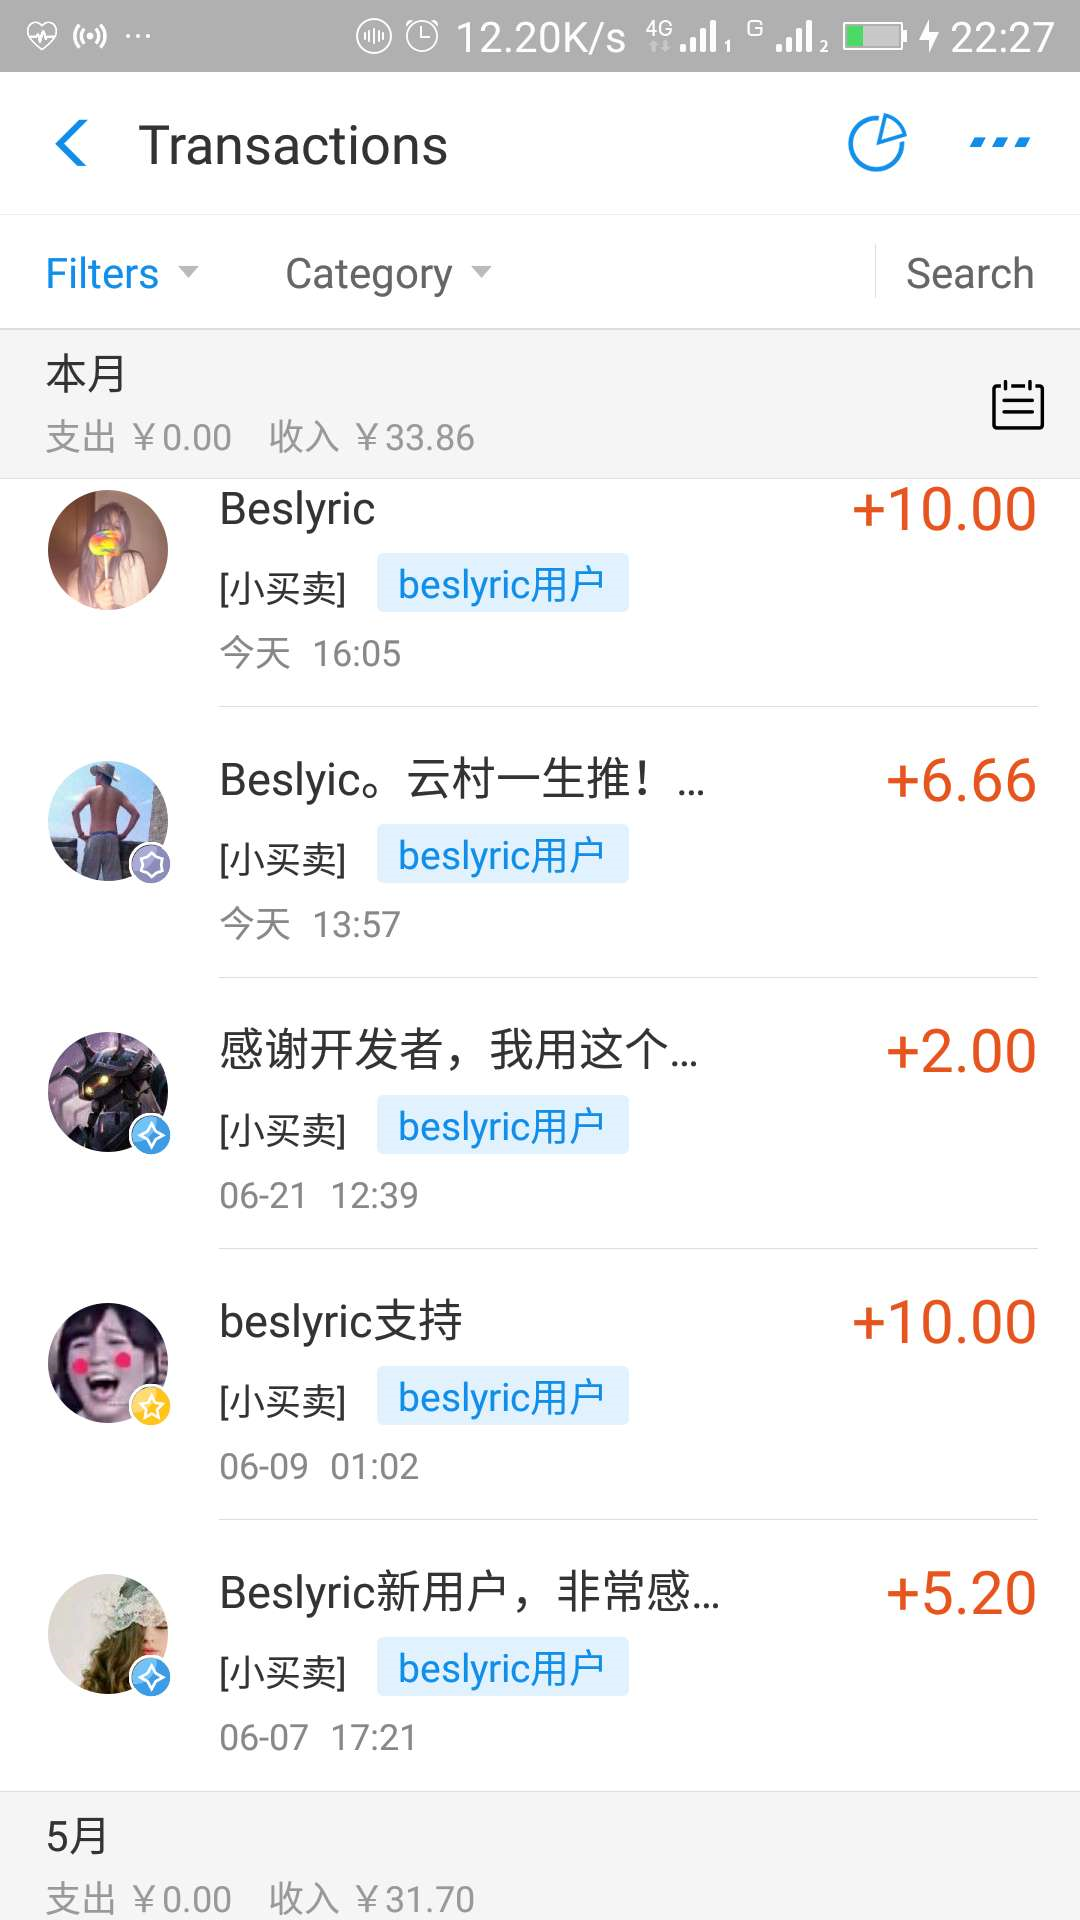 12.20K/s 4G 1 G 2 22:27
Transactions
Filters Category Search
本月
支出 ￥0.00 收入 ￥33.86
Beslyric +10.00
[小买卖] beslyric用户
今天 16:05
Beslyic。云村一生推！... +6.66
[小买卖] beslyric用户
今天 13:57
感谢开发者，我用这个... +2.00
[小买卖] beslyric用户
06-21 12:39
beslyric支持 +10.00
[小买卖] beslyric用户
06-09 01:02
Beslyric新用户，非常感... +5.20
[小买卖] beslyric用户
06-07 17:21
5月
支出 ￥0.00 收入 ￥31.70